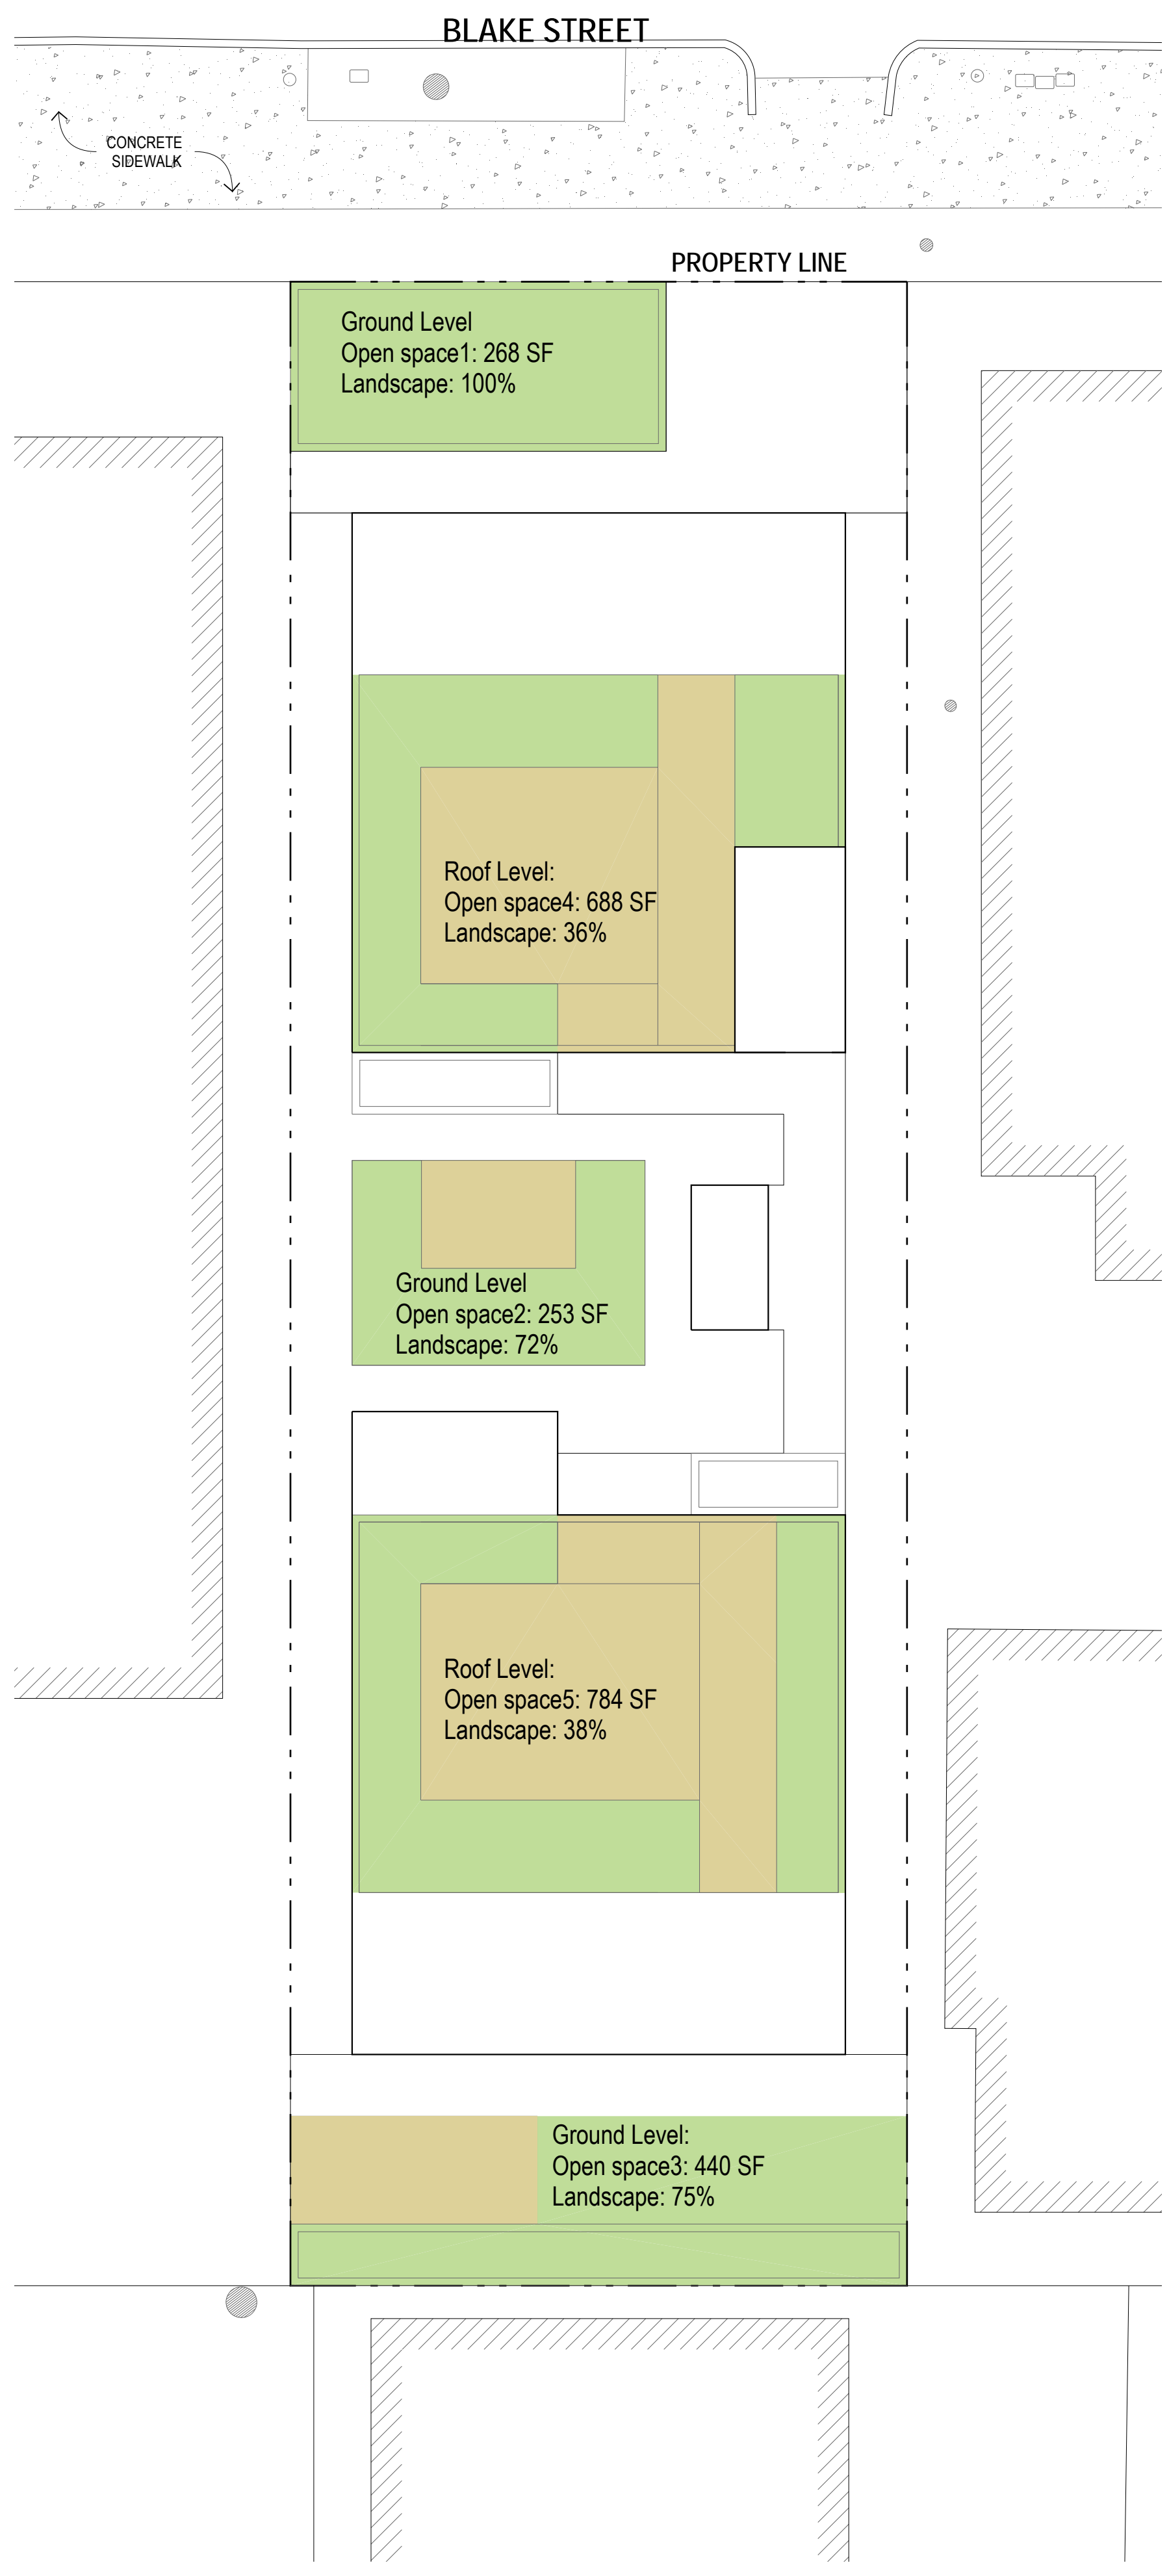 BLAKE STREET
CONCRETE
SIDEWALK
PROPERTY LINE
Ground Level
Open space1: 268 SF
Landscape: 100%
Roof Level:
Open space4: 688 SF
Landscape: 36%
Ground Level
Open space2: 253 SF
Landscape: 72%
Roof Level:
Open space5: 784 SF
Landscape: 38%
Ground Level:
Open space3: 440 SF
Landscape: 75%